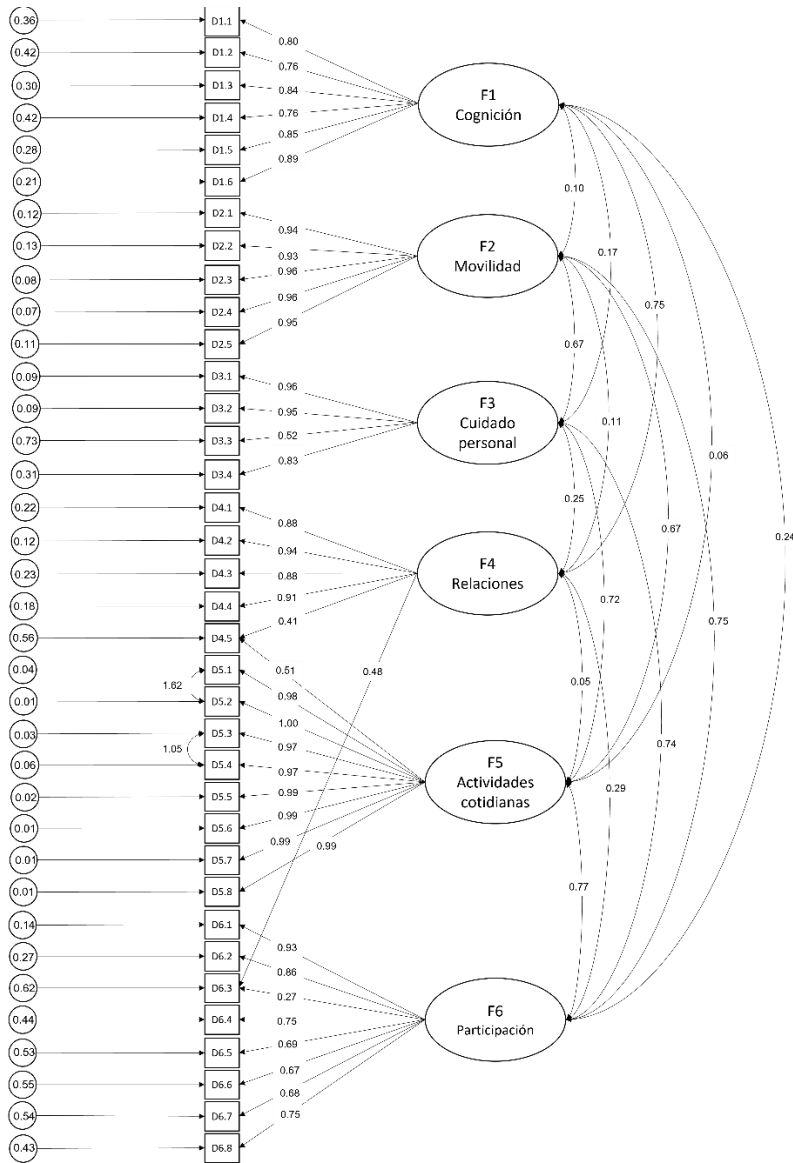 0.36 D1.1
0.80
0.42 D1.2
0.76
0.30 D1.3
0.84
0.42 D1.4
0.76
0.28 D1.5
0.85
0.21 D1.6
0.89
F1
Cognición
0.12 D2.1
0.94
0.13 D2.2
0.93
0.08 D2.3
0.96
0.07 D2.4
0.96
0.11 D2.5
0.95
F2
Movilidad
0.09 D3.1
0.96
0.09 D3.2
0.95
0.73 D3.3
0.52
0.31 D3.4
0.83
F3
Cuidado
personal
0.22 D4.1
0.88
0.12 D4.2
0.94
0.23 D4.3
0.88
0.18 D4.4
0.91
0.56 D4.5
0.41
F4
Relaciones
0.51
0.48
0.04 D5.1
0.98
1.62
0.01 D5.2
1.00
0.03 D5.3
0.97
1.05
0.06 D5.4
0.97
0.02 D5.5
0.99
0.01 D5.6
0.99
0.01 D5.7
0.99
0.01 D5.8
0.99
F5
Actividades
cotidianas
0.14 D6.1
0.93
0.27 D6.2
0.86
0.62 D6.3
0.27
0.44 D6.4
0.75
0.53 D6.5
0.69
0.55 D6.6
0.67
0.54 D6.7
0.68
0.43 D6.8
0.75
F6
Participación
0.10
0.17
0.75
0.67
0.11
0.06
0.25
0.67
0.24
0.72
0.75
0.05
0.74
0.29
0.77